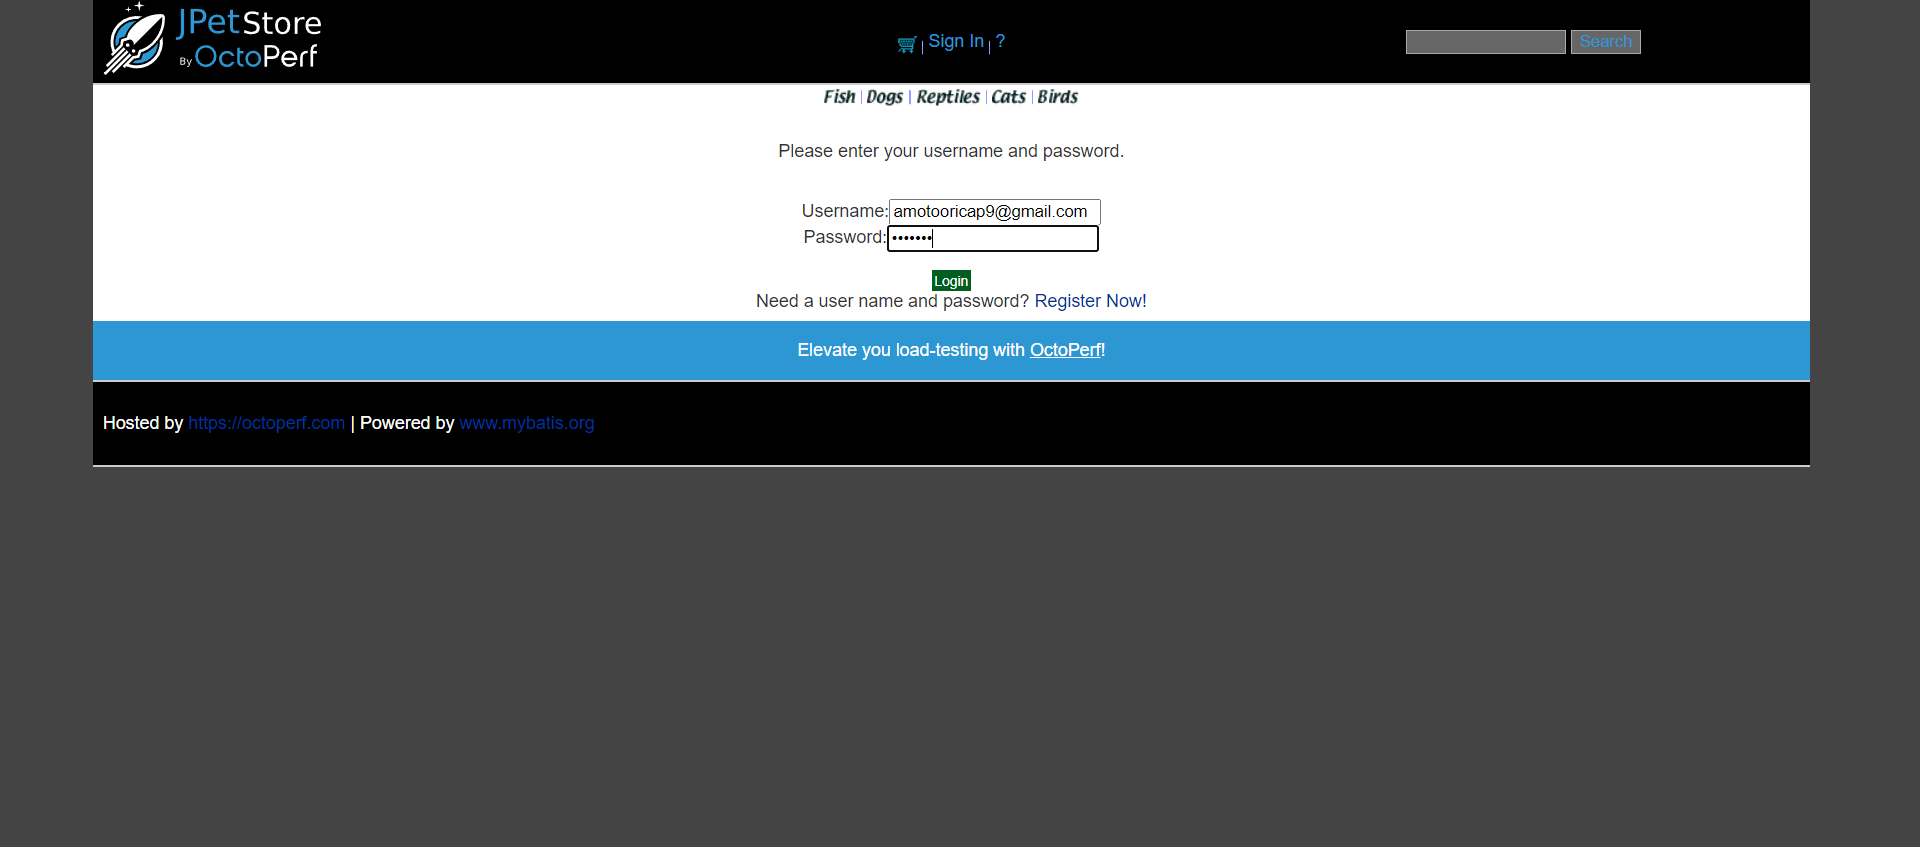 JPetStore
By OctoPerf
Sign In | ?
Search
Fish | Dogs | Reptiles | Cats | Birds
Please enter your username and password.
Username: amotooricap9@gmail.com
Password: •••••••
Login
Need a user name and password? Register Now!
Elevate you load-testing with OctoPerf!
Hosted by https://octoperf.com | Powered by www.mybatis.org